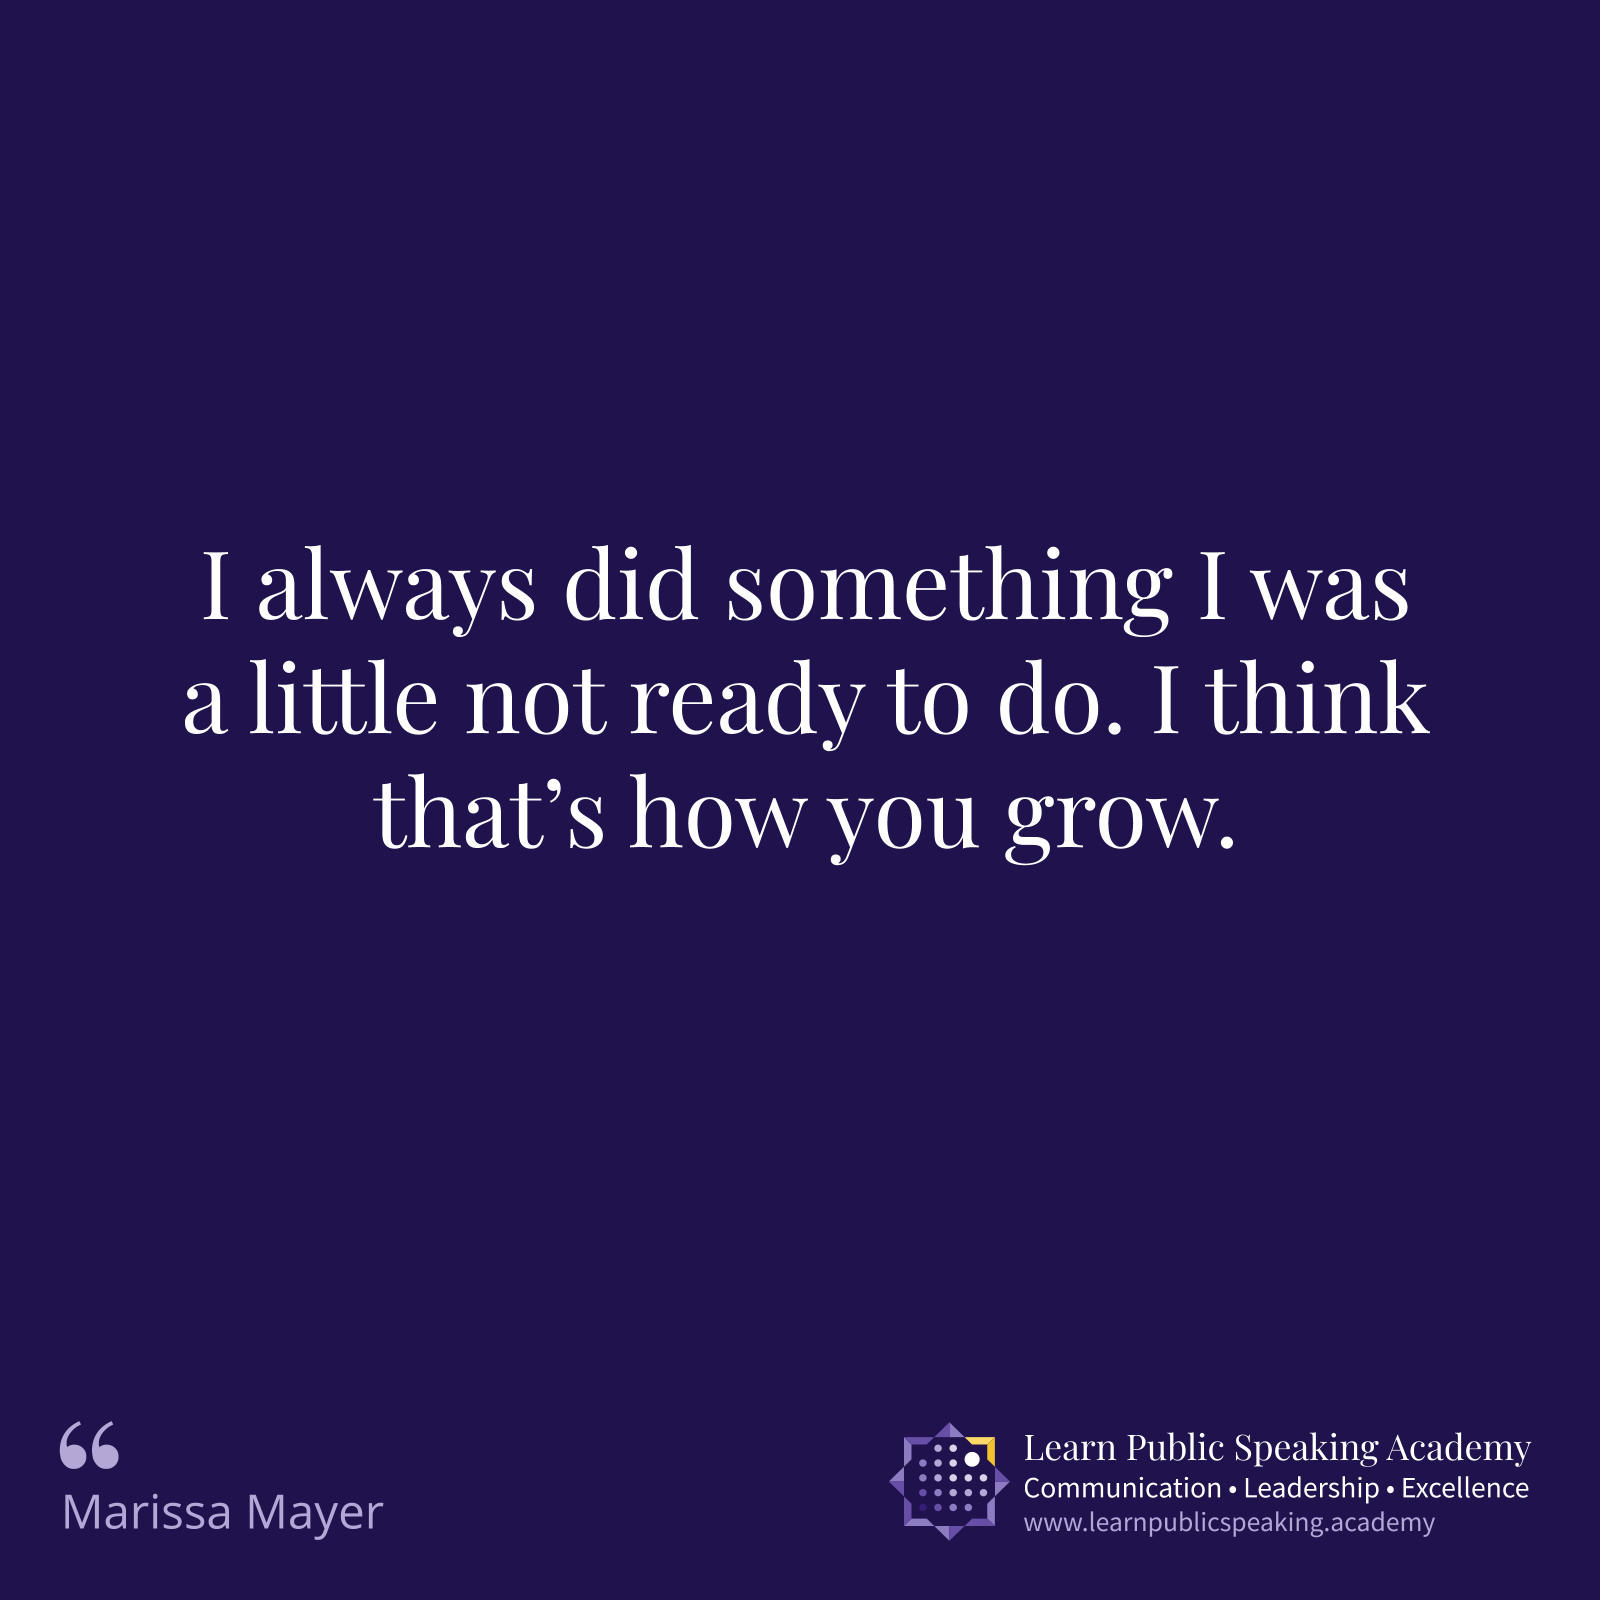 I always did something I was
a little not ready to do. I think
that’s how you grow.
“
Marissa Mayer
Learn Public Speaking Academy
Communication • Leadership • Excellence
www.learnpublicspeaking.academy